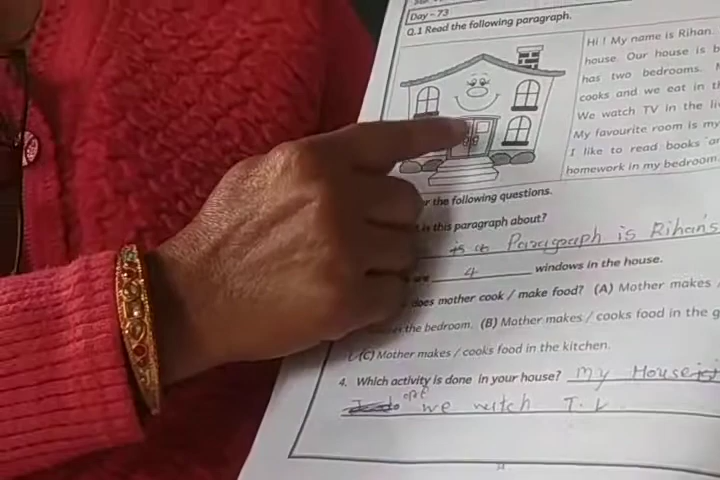 Day - 73
Q.1 Read the following paragraph.
Hi ! My name is Rihan.
house. Our house is b
has two bedrooms.
cooks and we eat in th
We watch TV in the li
My favourite room is my
I like to read books ar
homework in my bedroom
the following questions.
is this paragraph about?
is a Paragraph is Rihan's
4 windows in the house.
does mother cook / make food? (A) Mother makes /
the bedroom. (B) Mother makes / cooks food in the g
(C) Mother makes / cooks food in the kitchen.
4. Which activity is done in your house? my House
we watch T.V